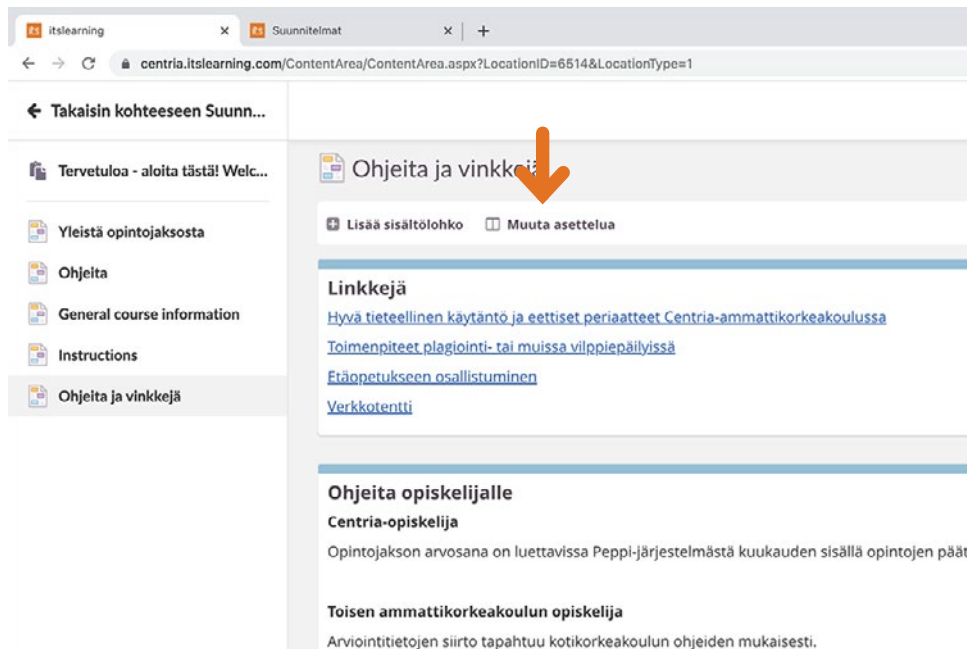 itslearning
Suunnitelmat
centria.itslearning.com/ContentArea/ContentArea.aspx?LocationID=6514&LocationType=1
Takaisin kohteeseen Suunn...
Tervetuloa - aloita tästä! Welc...
Yleistä opintojaksosta
Ohjeita
General course information
Instructions
Ohjeita ja vinkkejä
Ohjeita ja vinkkejä
Lisää sisältölohko Muuta asettelua
Linkkejä
Hyvä tieteellinen käytäntö ja eettiset periaatteet Centria-ammattikorkeakoulussa
Toimenpiteet plagiointi- tai muissa vilppiepäilyissä
Etäopetukseen osallistuminen
Verkkotentti
Ohjeita opiskelijalle
Centria-opiskelija
Opintojakson arvosana on luettavissa Peppi-järjestelmästä kuukauden sisällä opintojen päät
Toisen ammattikorkeakoulun opiskelija
Arviointitietojen siirto tapahtuu kotikorkeakoulun ohjeiden mukaisesti.